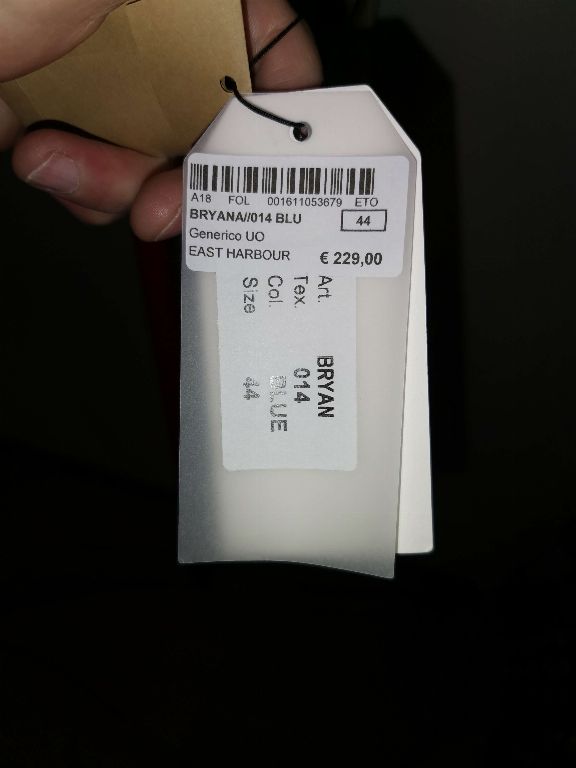 A18 FOL 001611053679 ETO
BRYANA//014 BLU 44
Generico UO
EAST HARBOUR € 229,00
Art. BRYAN
Tex. 014
Col. BLUE
Size 44